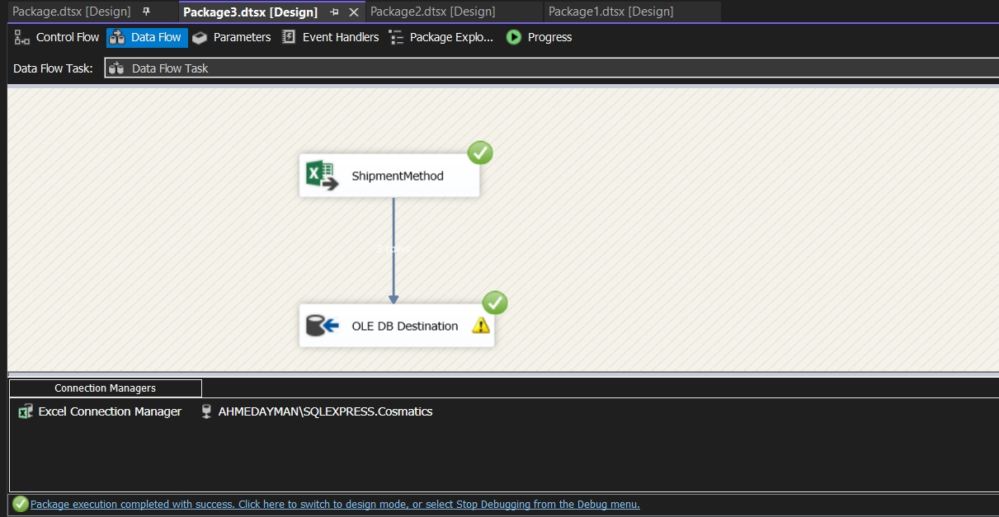 Package.dtsx [Design]
Package3.dtsx [Design]
Package2.dtsx [Design]
Package1.dtsx [Design]
Control Flow
Data Flow
Parameters
Event Handlers
Package Explo...
Progress
Data Flow Task:
Data Flow Task
ShipmentMethod
3 rows
OLE DB Destination
Connection Managers
Excel Connection Manager
AHMEDAYMAN\SQLEXPRESS.Cosmatics
Package execution completed with success. Click here to switch to design mode, or select Stop Debugging from the Debug menu.